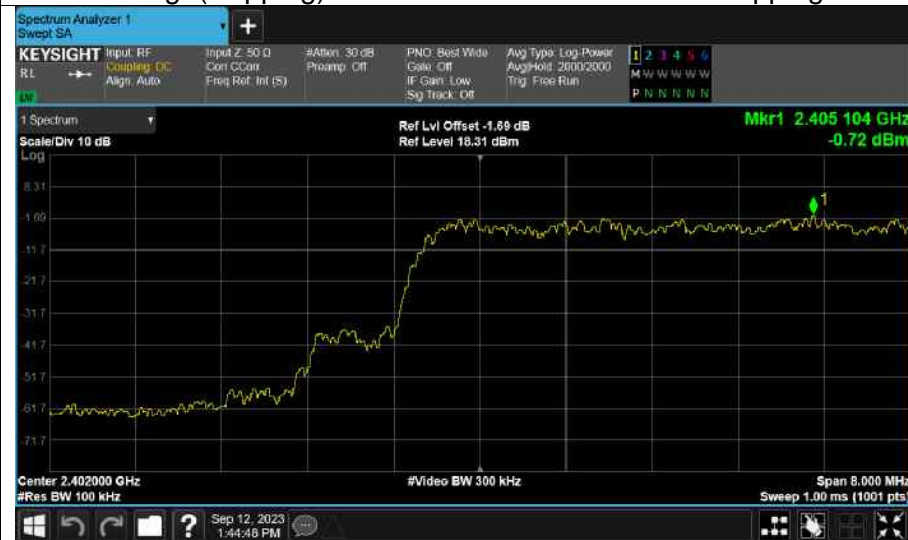 Spectrum Analyzer 1
Swept SA
+
KEYSIGHT
RL
Input: RF
Coupling: DC
Align: Auto
Input Z: 50 Ω
Corr CCorr
Freq Ref: Int (S)
#Atten: 30 dB
Preamp: Off
PNO: Best Wide
Gate: Off
IF Gain: Low
Sig Track: Off
Avg Type: Log-Power
Avg|Hold: 2000/2000
Trig: Free Run
1 2 3 4 5 6
M W W W W W
P N N N N N
1 Spectrum
Scale/Div 10 dB
Ref Lvl Offset -1.69 dB
Ref Level 18.31 dBm
Mkr1 2.405 104 GHz
-0.72 dBm
Log
8.31
-1.69
-11.7
-21.7
-31.7
-41.7
-51.7
-61.7
-71.7
1
Center 2.402000 GHz
#Res BW 100 kHz
#Video BW 300 kHz
Span 8.000 MHz
Sweep 1.00 ms (1001 pts)
?
Sep 12, 2023
1:44:48 PM